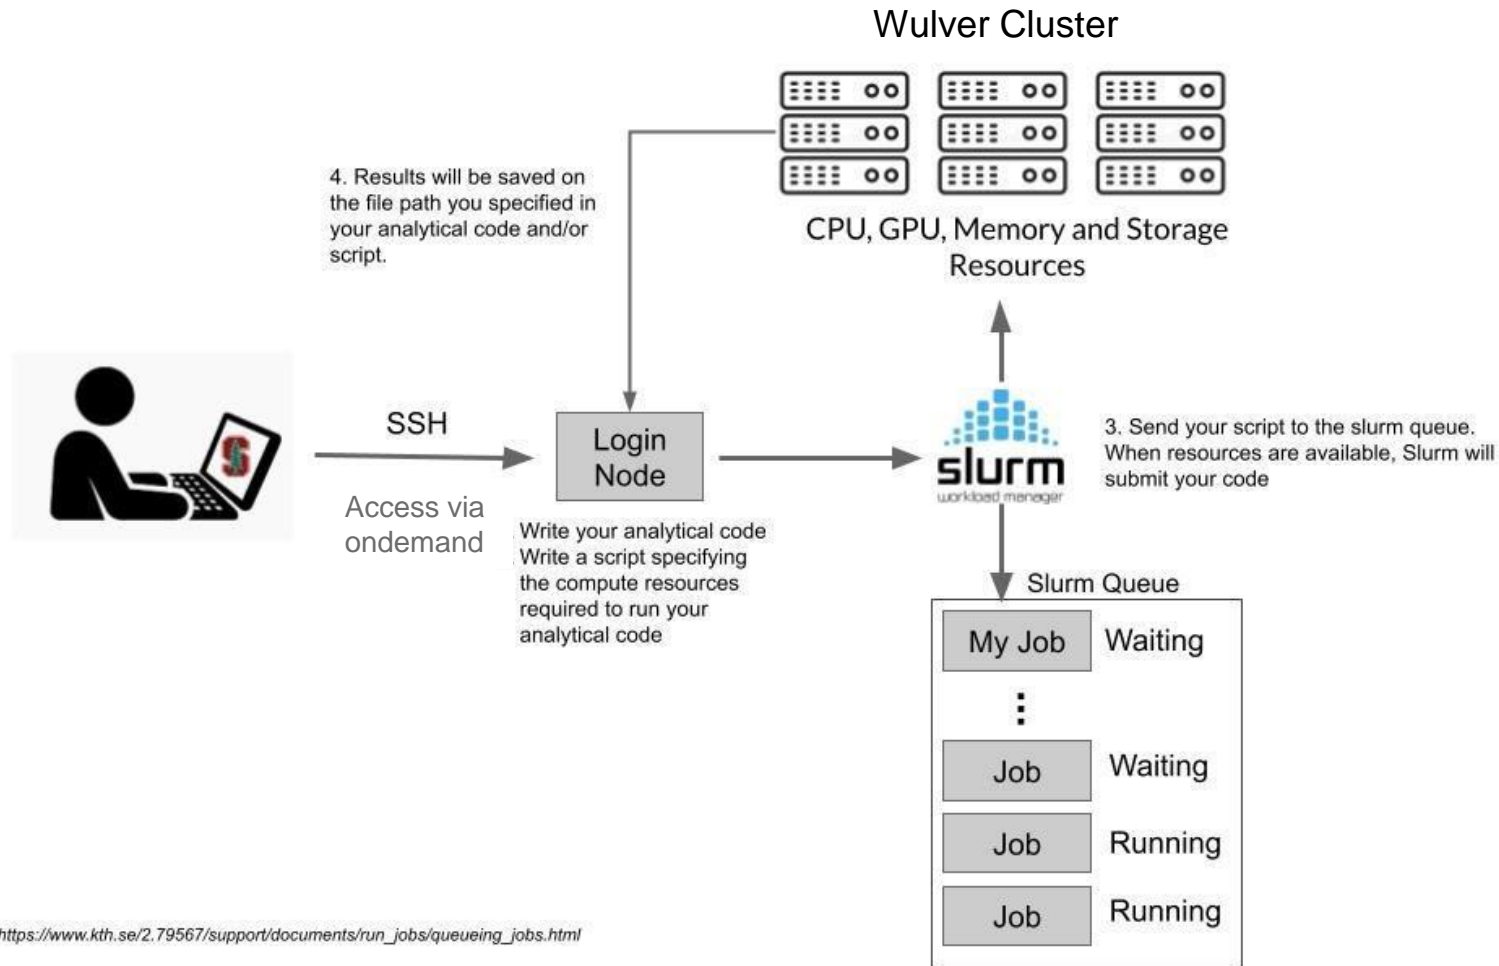 Wulver Cluster
CPU, GPU, Memory and Storage
Resources
4. Results will be saved on
the file path you specified in
your analytical code and/or
script.
S
SSH
Access via
ondemand
Login
Node
Write your analytical code
Write a script specifying
the compute resources
required to run your
analytical code
slurm
workload manager
3. Send your script to the slurm queue.
When resources are available, Slurm will
submit your code
Slurm Queue
My Job Waiting
Job Waiting
Job Running
Job Running
https://www.kth.se/2.79567/support/documents/run_jobs/queueing_jobs.html